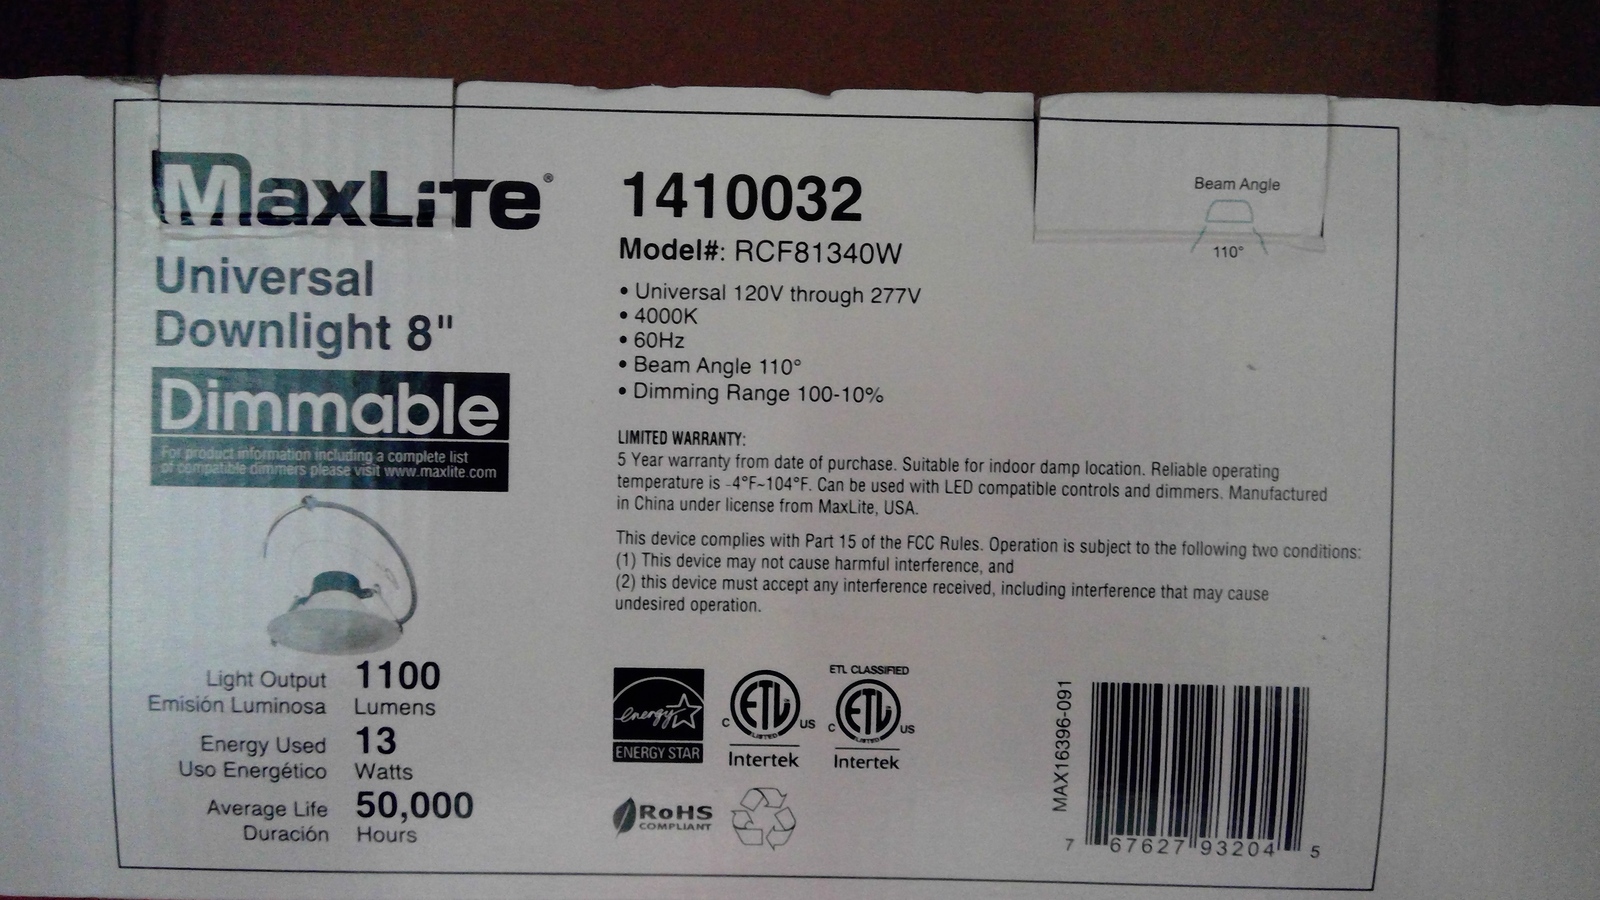 MaxLite®
Universal
Downlight 8"
Dimmable
For product information including a complete list
of compatible dimmers please visit www.maxlite.com
Light Output 1100
Emisión Luminosa Lumens
Energy Used 13
Uso Energético Watts
Average Life 50,000
Duración Hours
1410032
Model#: RCF81340W
• Universal 120V through 277V
• 4000K
• 60Hz
• Beam Angle 110°
• Dimming Range 100-10%
LIMITED WARRANTY:
5 Year warranty from date of purchase. Suitable for indoor damp location. Reliable operating
temperature is -4°F~104°F. Can be used with LED compatible controls and dimmers. Manufactured
in China under license from MaxLite, USA.
This device complies with Part 15 of the FCC Rules. Operation is subject to the following two conditions:
(1) This device may not cause harmful interference, and
(2) this device must accept any interference received, including interference that may cause
undesired operation.
Beam Angle
110°
energy
ENERGY STAR
C ETL US
LISTED
Intertek
ETL CLASSIFIED
C ETL US
LISTED
Intertek
RoHS
COMPLIANT
MAX16396-091
7 67627 93204 5